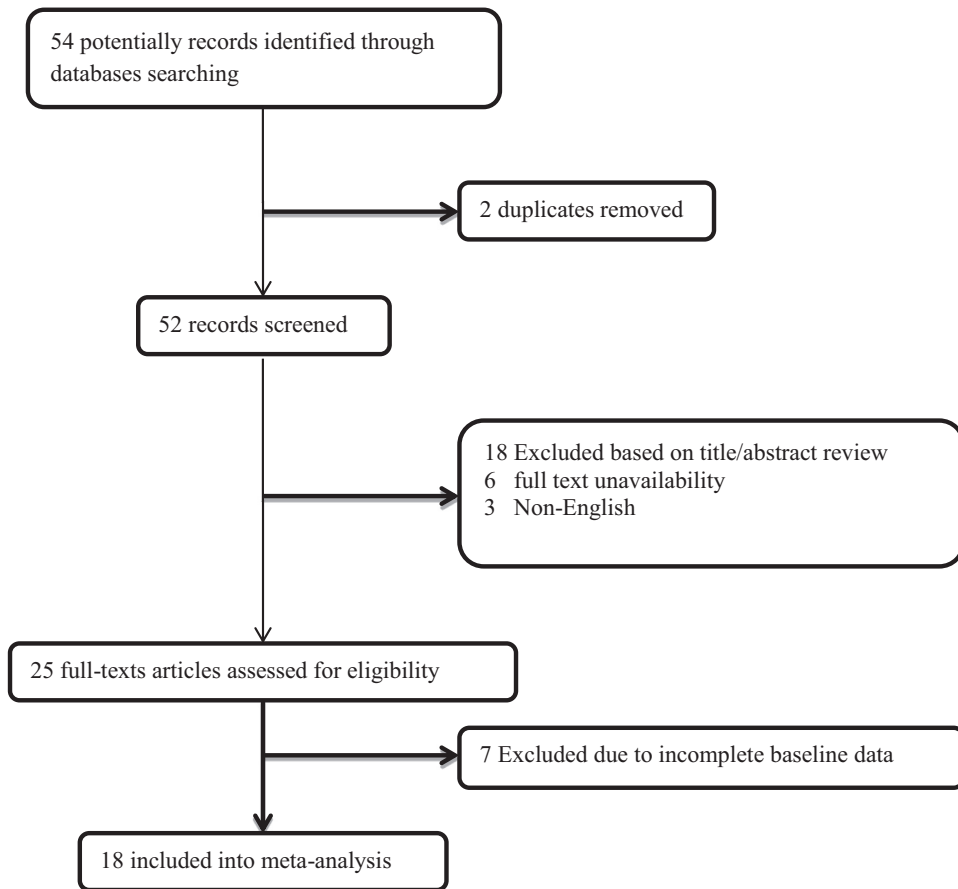 54 potentially records identified through
databases searching
2 duplicates removed
52 records screened
18 Excluded based on title/abstract review
6 full text unavailability
3 Non-English
25 full-texts articles assessed for eligibility
7 Excluded due to incomplete baseline data
18 included into meta-analysis